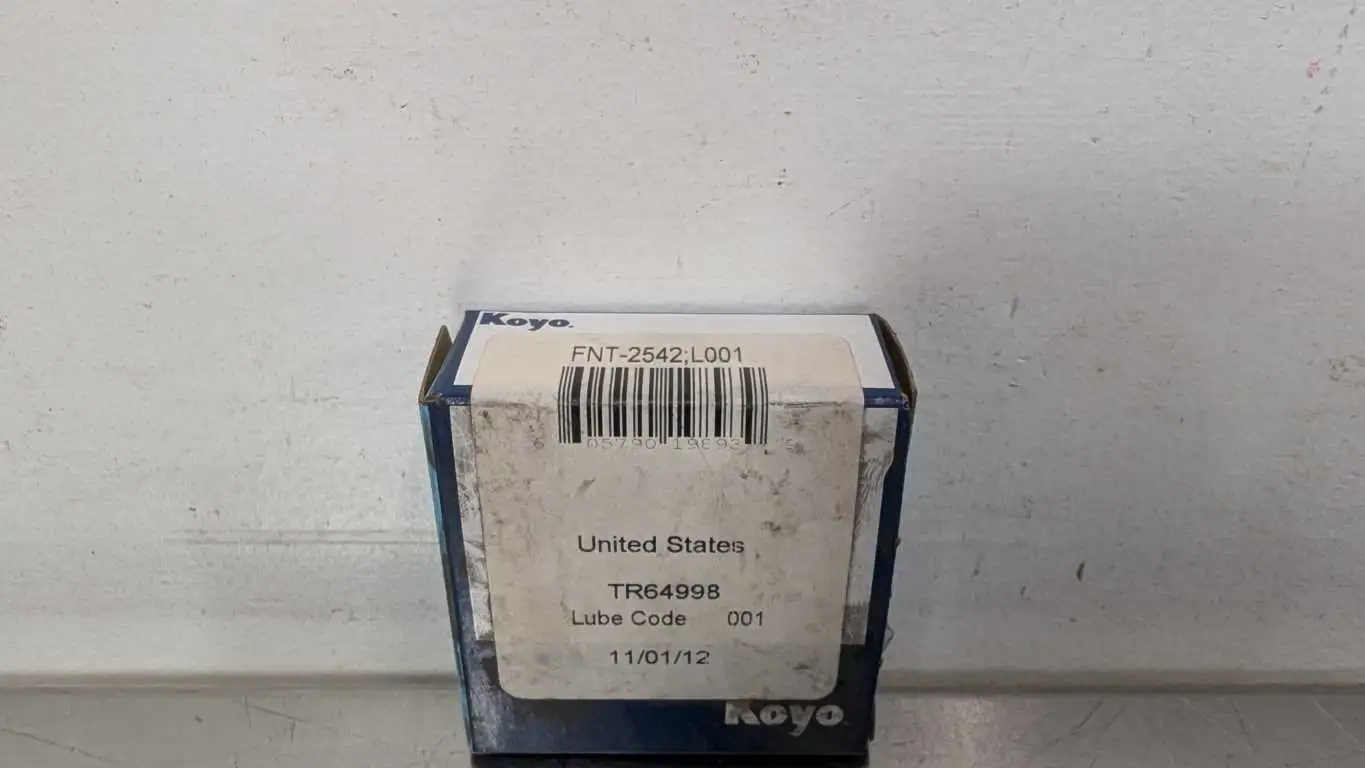 Koyo.
FNT-2542;L001
United States
TR64998
Lube Code 001
11/01/12
Koyo